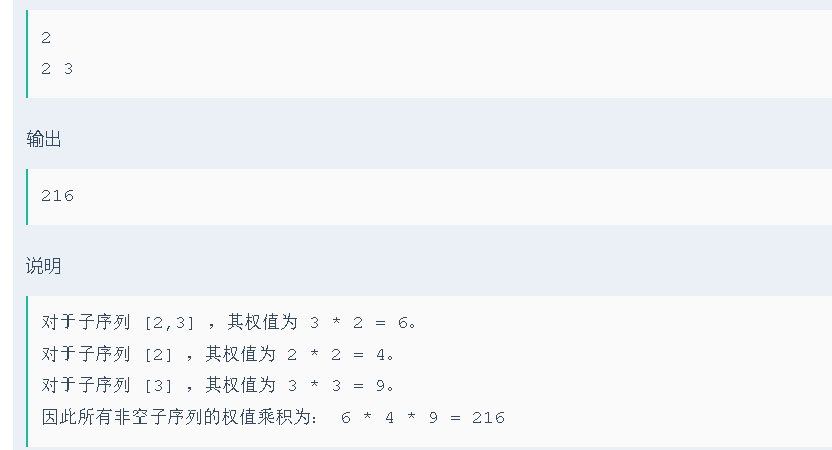 2
2 3
输出
216
说明
对于子序列 [2,3] ，其权值为 3 * 2 = 6。
对于子序列 [2] ，其权值为 2 * 2 = 4。
对于子序列 [3] ，其权值为 3 * 3 = 9。
因此所有非空子序列的权值乘积为： 6 * 4 * 9 = 216